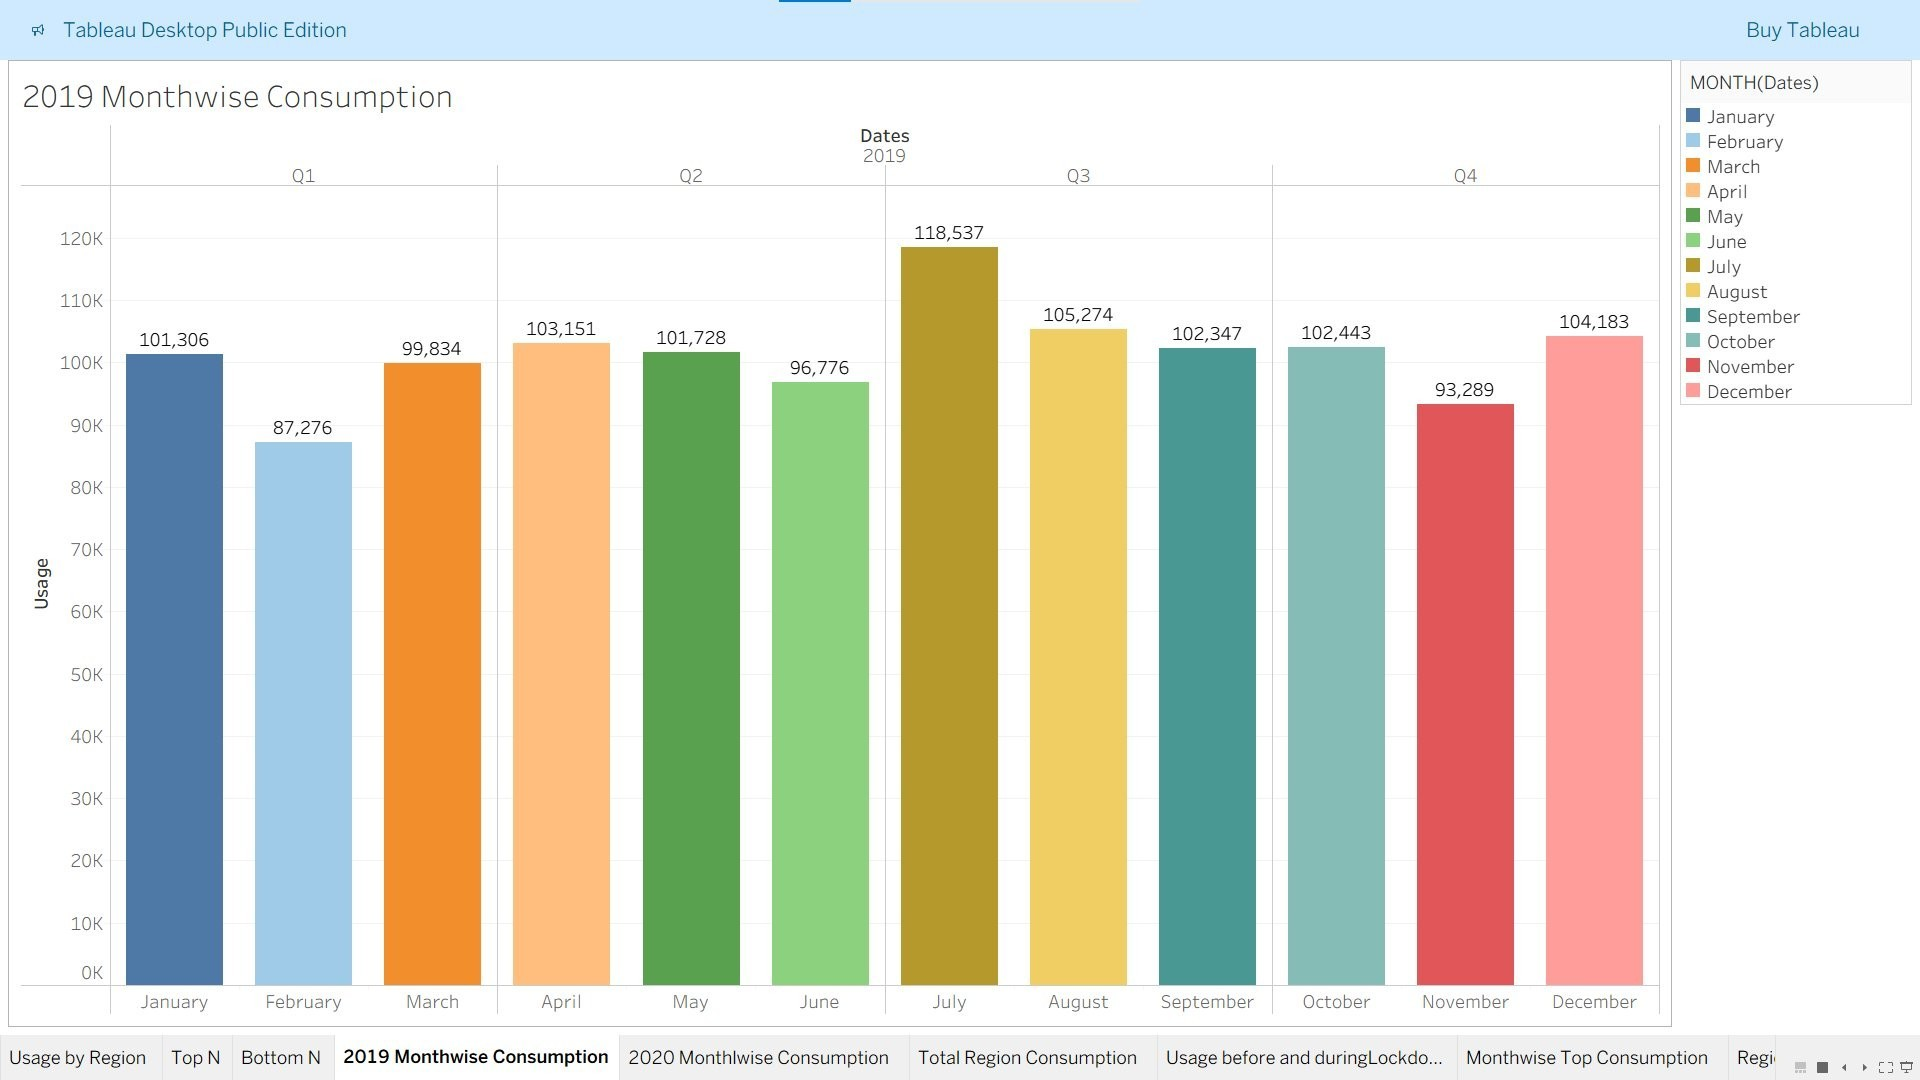 Tableau Desktop Public Edition
Buy Tableau
2019 Monthwise Consumption
Dates
2019
Q1 Q2 Q3 Q4
Usage
120K
110K
100K
90K
80K
70K
60K
50K
40K
30K
20K
10K
0K
101,306
87,276
99,834
103,151
101,728
96,776
118,537
105,274
102,347
102,443
93,289
104,183
January February March April May June July August September October November December
MONTH(Dates)
January
February
March
April
May
June
July
August
September
October
November
December
Usage by Region
Top N
Bottom N
2019 Monthwise Consumption
2020 Monthlwise Consumption
Total Region Consumption
Usage before and duringLockdo...
Monthwise Top Consumption
Regi